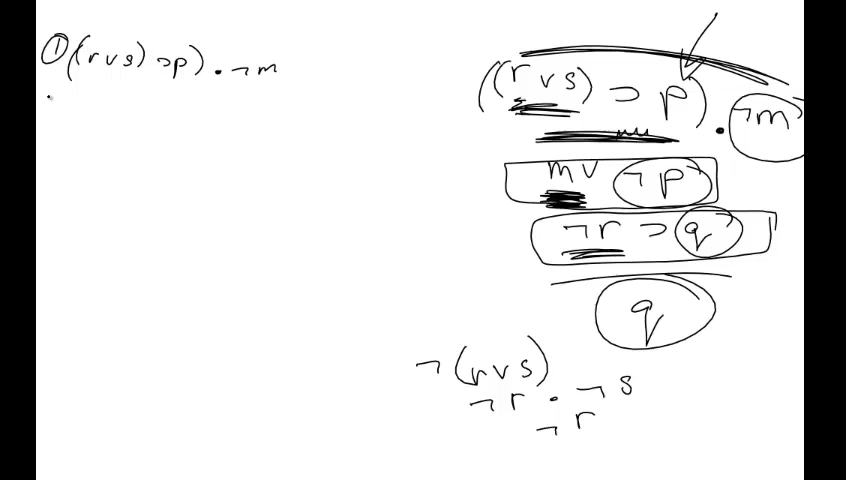 ① ((r ∨ s) ⊃ p) · ¬m
((r ∨ s) ⊃ p) · ¬m
m ∨ ¬p
¬r ⊃ q
q
¬(r ∨ s)
¬r · ¬s
¬r